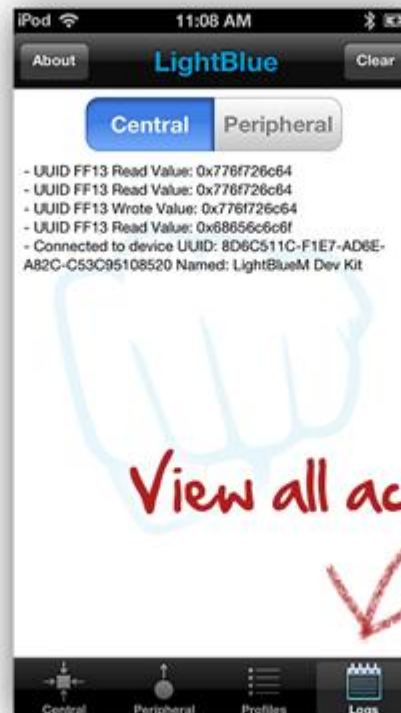 iPod 11:08 AM
About LightBlue Clear
Central Peripheral
- UUID FF13 Read Value: 0x776f726c64
- UUID FF13 Read Value: 0x776f726c64
- UUID FF13 Wrote Value: 0x776f726c64
- UUID FF13 Read Value: 0x68656c6c6f
- Connected to device UUID: 8D6C511C-F1E7-AD6E-
A82C-C53C95108520 Named: LightBlueM Dev Kit
View all ac
Central Peripheral Profiles Logs